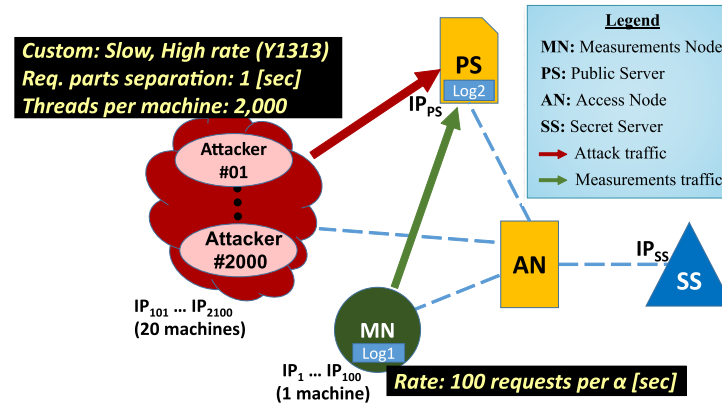 Custom: Slow, High rate (Y1313)
Req. parts separation: 1 [sec]
Threads per machine: 2,000
PS
Log2
IP_PS
Legend
MN: Measurements Node
PS: Public Server
AN: Access Node
SS: Secret Server
Attack traffic
Measurements traffic
Attacker
#01
Attacker
#2000
AN
IP_SS
SS
IP_101 ... IP_2100
(20 machines)
MN
Log1
IP_1 ... IP_100
(1 machine)
Rate: 100 requests per α [sec]